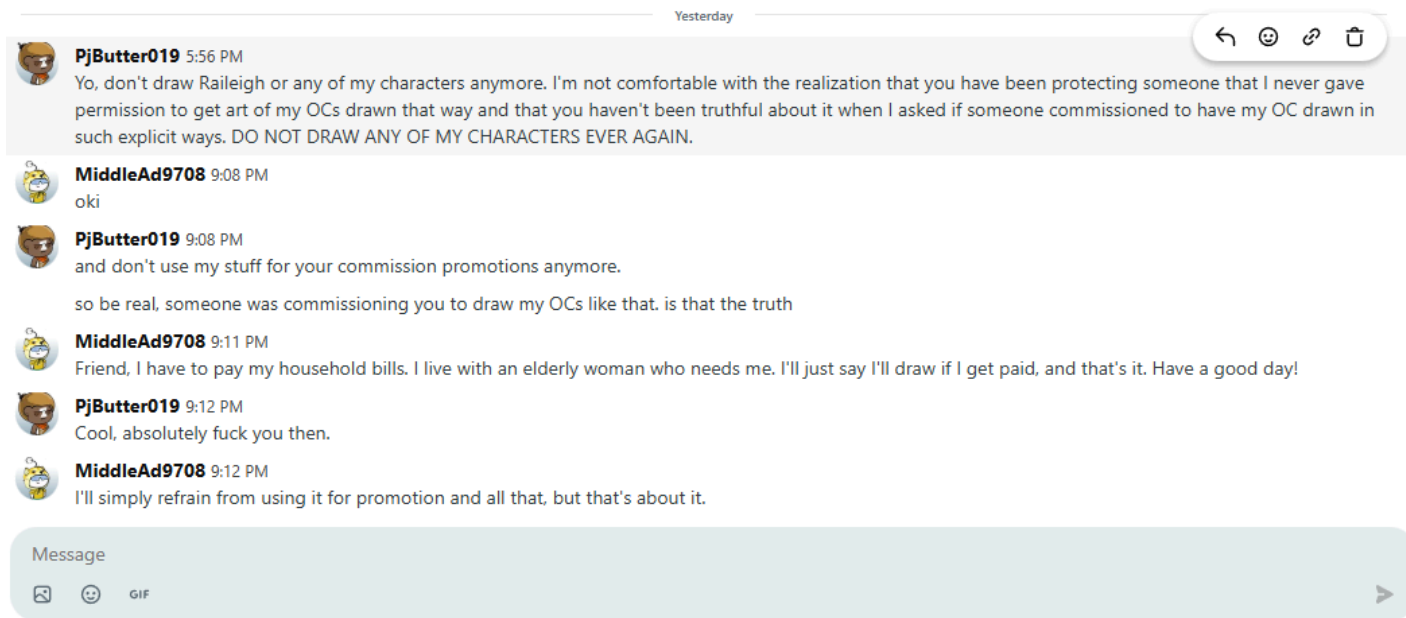 Yesterday
PjButter019 5:56 PM
Yo, don't draw Raileigh or any of my characters anymore. I'm not comfortable with the realization that you have been protecting someone that I never gave
permission to get art of my OCs drawn that way and that you haven't been truthful about it when I asked if someone commissioned to have my OC drawn in
such explicit ways. DO NOT DRAW ANY OF MY CHARACTERS EVER AGAIN.
MiddleAd9708 9:08 PM
oki
PjButter019 9:08 PM
and don't use my stuff for your commission promotions anymore.
so be real, someone was commissioning you to draw my OCs like that. is that the truth
MiddleAd9708 9:11 PM
Friend, I have to pay my household bills. I live with an elderly woman who needs me. I'll just say I'll draw if I get paid, and that's it. Have a good day!
PjButter019 9:12 PM
Cool, absolutely fuck you then.
MiddleAd9708 9:12 PM
I'll simply refrain from using it for promotion and all that, but that's about it.
Message
GIF